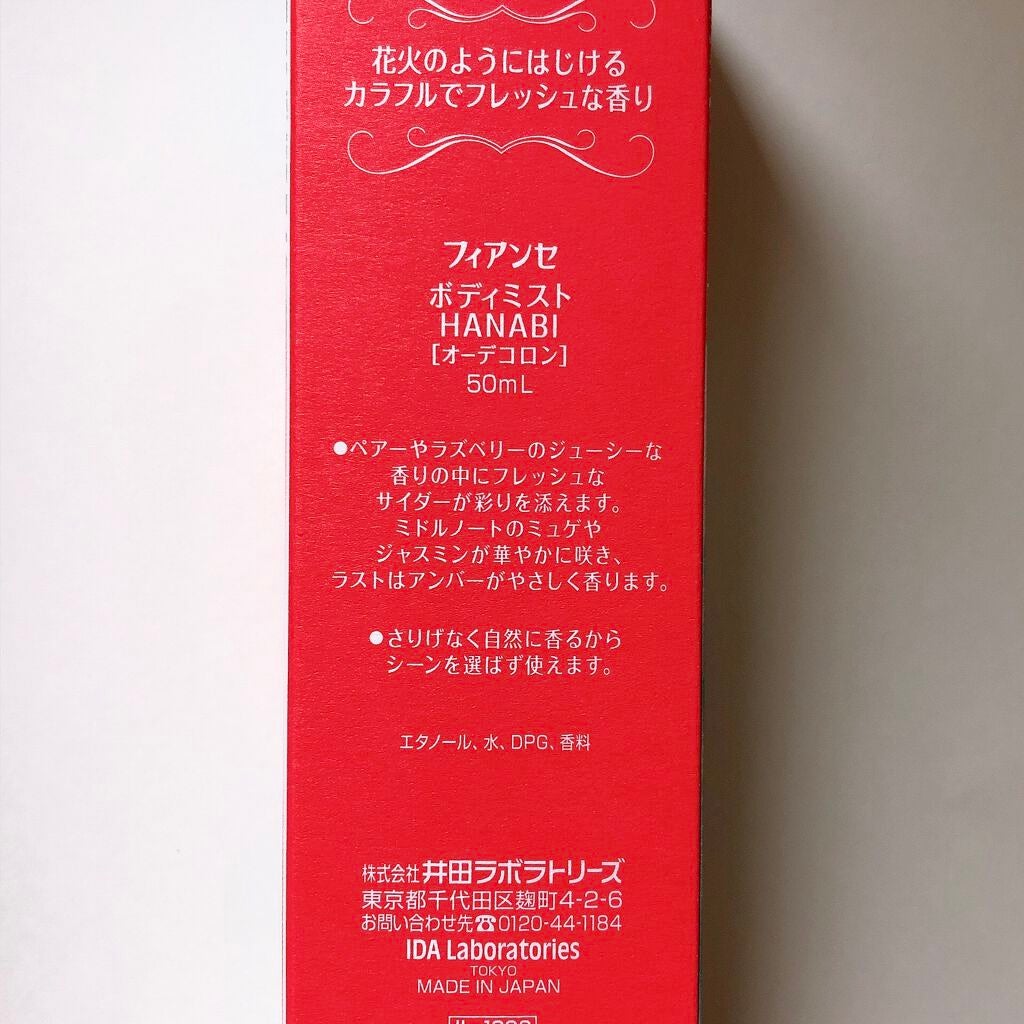 花火のようにはじける
カラフルでフレッシュな香り
フィアンセ
ボディミスト
HANABI
[オーデコロン]
50mL
●ペアーやラズベリーのジューシーな
香りの中にフレッシュな
サイダーが彩りを添えます。
ミドルノートのミュゲや
ジャスミンが華やかに咲き、
ラストはアンバーがやさしく香ります。
●さりげなく自然に香るから
シーンを選ばず使えます。
エタノール、水、DPG、香料
株式会社井田ラボラトリーズ
東京都千代田区麹町4-2-6
お問い合わせ先☎0120-44-1184
IDA Laboratories
TOKYO
MADE IN JAPAN